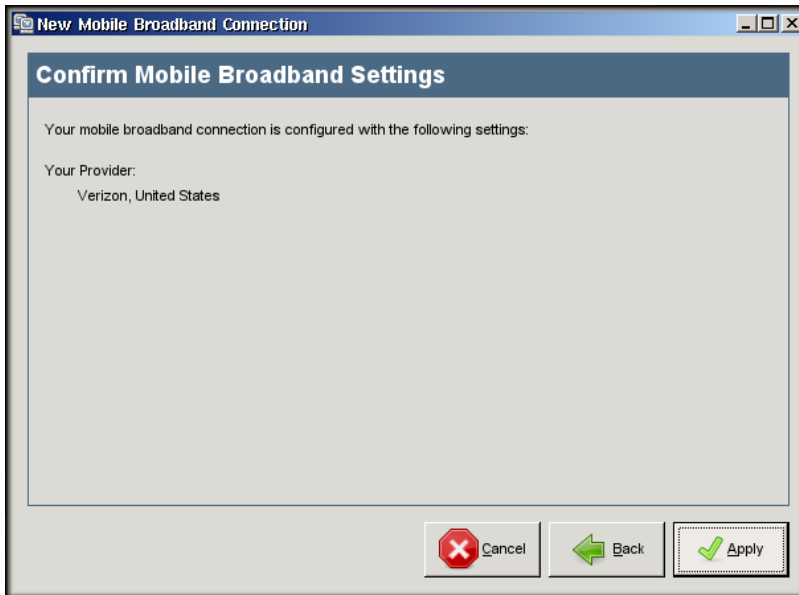 New Mobile Broadband Connection
Confirm Mobile Broadband Settings
Your mobile broadband connection is configured with the following settings:
Your Provider:
Verizon, United States
Cancel
Back
Apply